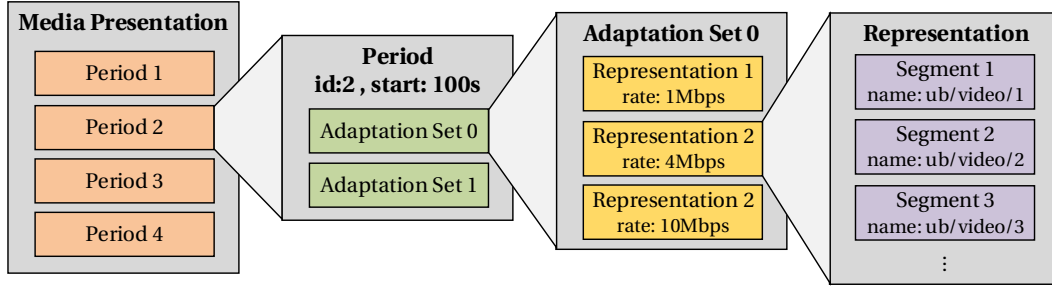 Media Presentation
Period 1
Period 2
Period 3
Period 4
Period
id:2 , start: 100s
Adaptation Set 0
Adaptation Set 1
Adaptation Set 0
Representation 1
rate: 1Mbps
Representation 2
rate: 4Mbps
Representation 2
rate: 10Mbps
Representation
Segment 1
name: ub/video/1
Segment 2
name: ub/video/2
Segment 3
name: ub/video/3
⋮